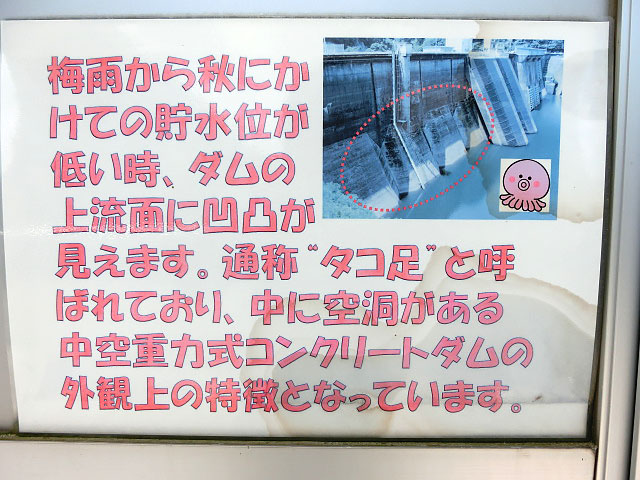 梅雨から秋にか
けての貯水位が
低い時、ダムの
上流面に凹凸が
見えます。通称〝タコ足〟と呼
ばれており、中に空洞がある
中空重力式コンクリートダムの
外観上の特徴となっています。